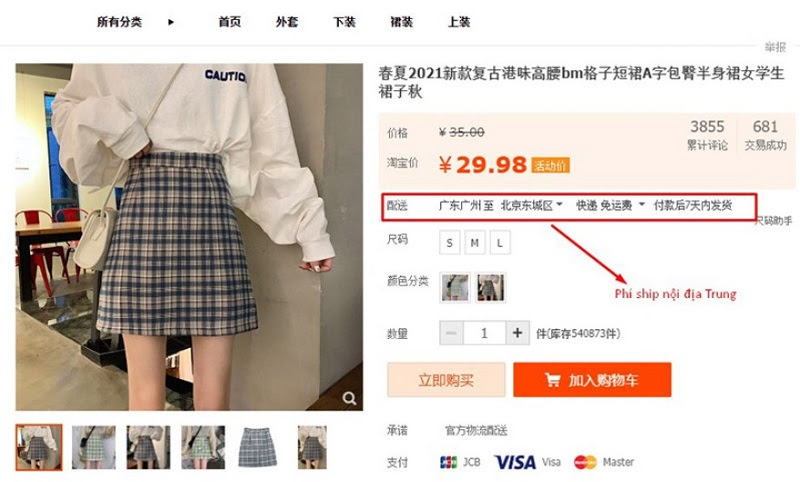 所有分类 ▸ 首页 外套 下装 裙装 上装
举报
CAUTION
春夏2021新款复古港味高腰bm格子短裙A字包臀半身裙女学生
裙子秋
价格 ¥ 35.00
3855 681
累计评论 交易成功
淘宝价 ¥ 29.98 活动价
配送 广东广州 至 北京东城区 快递 免运费 付款后7天内发货
尺码助手
尺码 S M L
颜色分类
Phí ship nội địa Trung
数量 − 1 + 件(库存540873件)
立即购买 加入购物车
承诺 官方物流配送
支付 JCB JCB VISA Visa Master